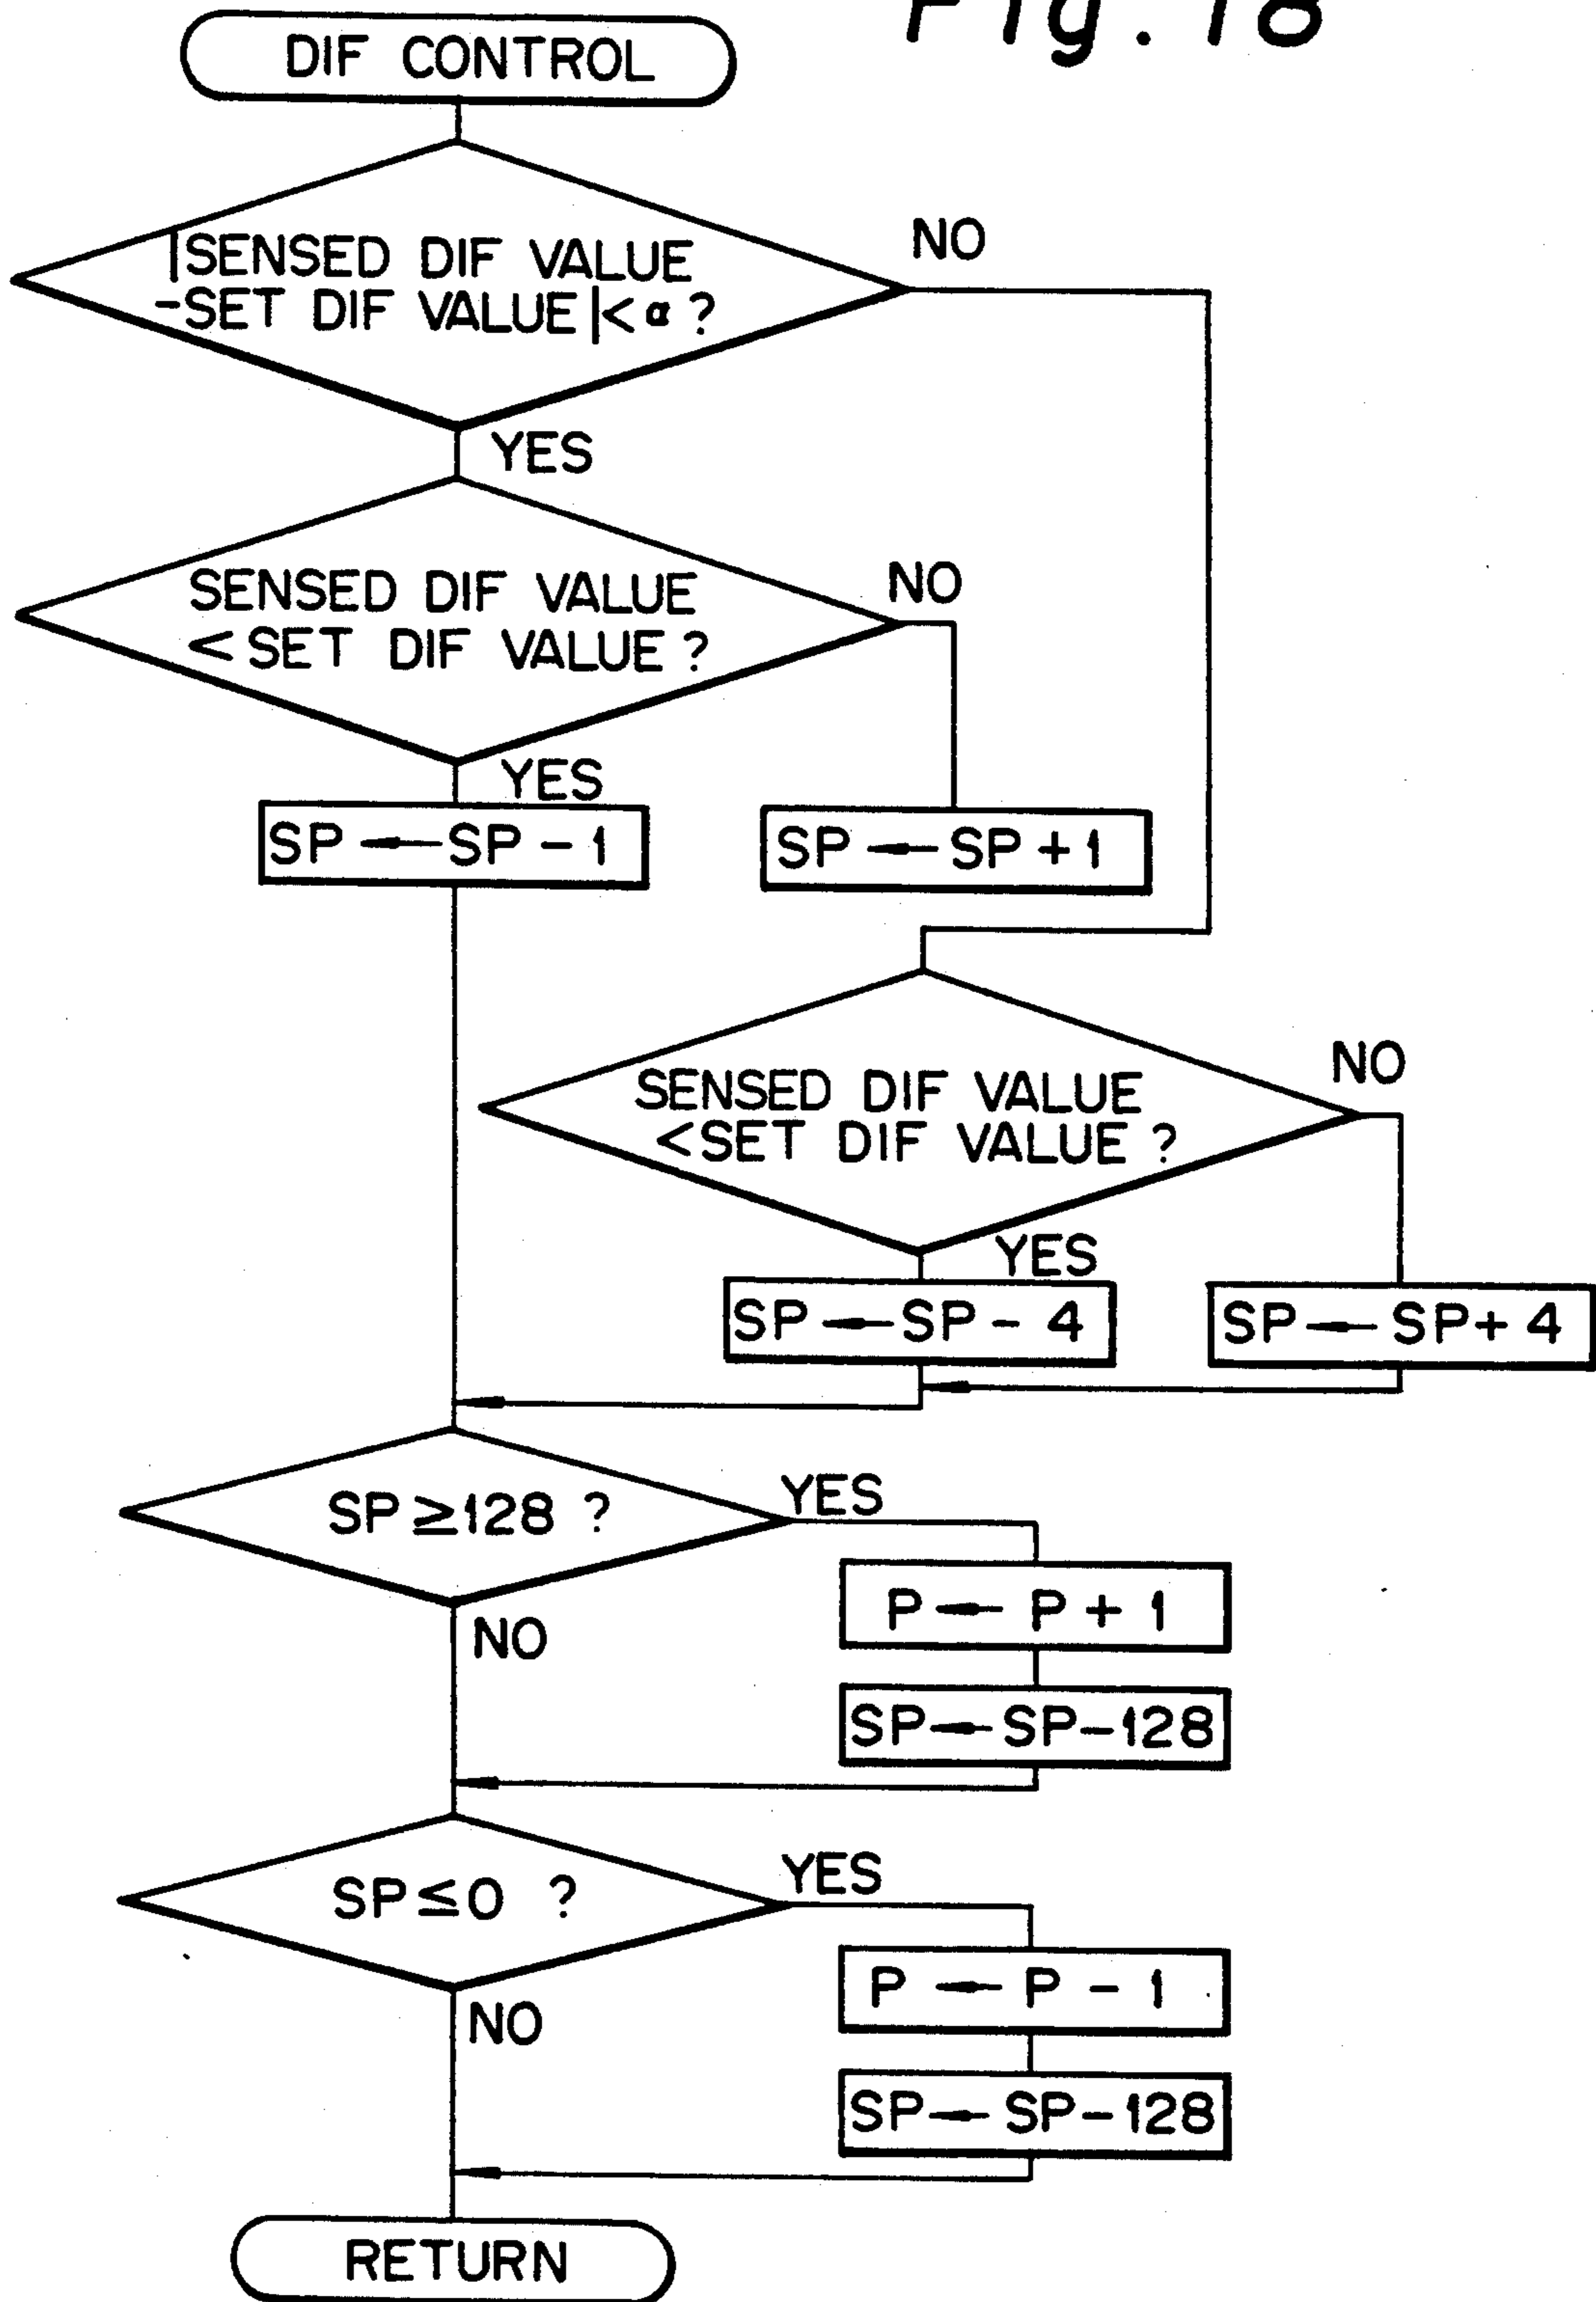 Fig. 18
DIF CONTROL
|SENSED DIF VALUE
-SET DIF VALUE|< α ?
NO
YES
SENSED DIF VALUE
< SET DIF VALUE ?
NO
YES
SP ← SP - 1
SP ← SP + 1
SENSED DIF VALUE
< SET DIF VALUE ?
NO
YES
SP ← SP - 4
SP ← SP + 4
SP ≥ 128 ?
YES
NO
P ← P + 1
SP ← SP - 128
SP ≤ 0 ?
YES
NO
P ← P - 1
SP ← SP - 128
RETURN